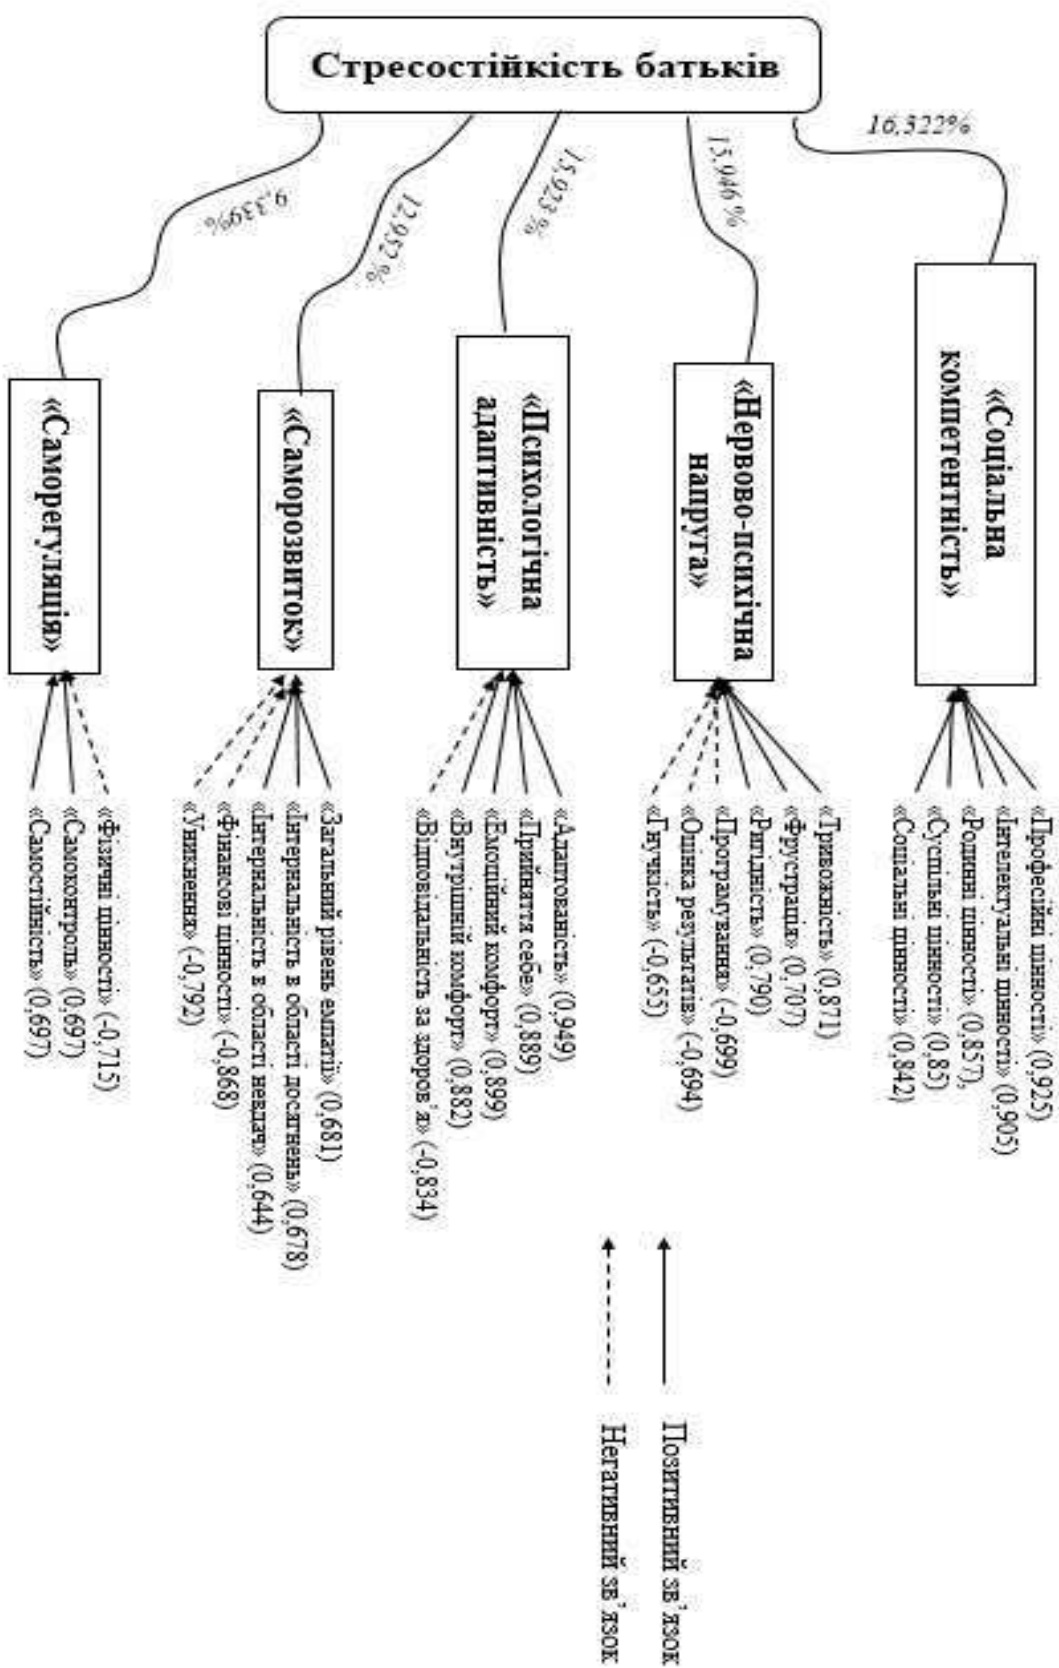 Стресостійкість батьків
16,322%
15,946 %
15,923 %
12,952 %
9,339%
«Соціальна
компетентність»
«Професійні цінності» (0,925)
«Інтелектуальні цінності» (0,905)
«Родинні цінності» (0,857),
«Суспільні цінності» (0,85)
«Соціальні цінності» (0,842)
«Нервово-психічна
напруга»
«Тривожність» (0,871)
«Фрустрація» (0,707)
«Ригідність» (0,790)
«Програмування» (-0,699)
«Оцінка результатів» (-0,694)
«Гнучкість» (-0,655)
«Психологічна
адаптивність»
«Адаптованість» (0,949)
«Прийняття себе» (0,889)
«Емоційний комфорт» (0,899)
«Внутрішній комфорт» (0,882)
«Відповідальність за здоров’я» (-0,834)
«Саморозвиток»
«Загальний рівень емпатії» (0,681)
«Інтернальність в області досягнень» (0,678)
«Інтернальність в області невдач» (0,644)
«Фінансові цінності» (-0,868)
«Уникнення» (-0,792)
«Саморегуляція»
«Фізичні цінності» (-0,715)
«Самоконтроль» (0,697)
«Самостійність» (0,697)
Позитивний зв’язок
Негативний зв’язок